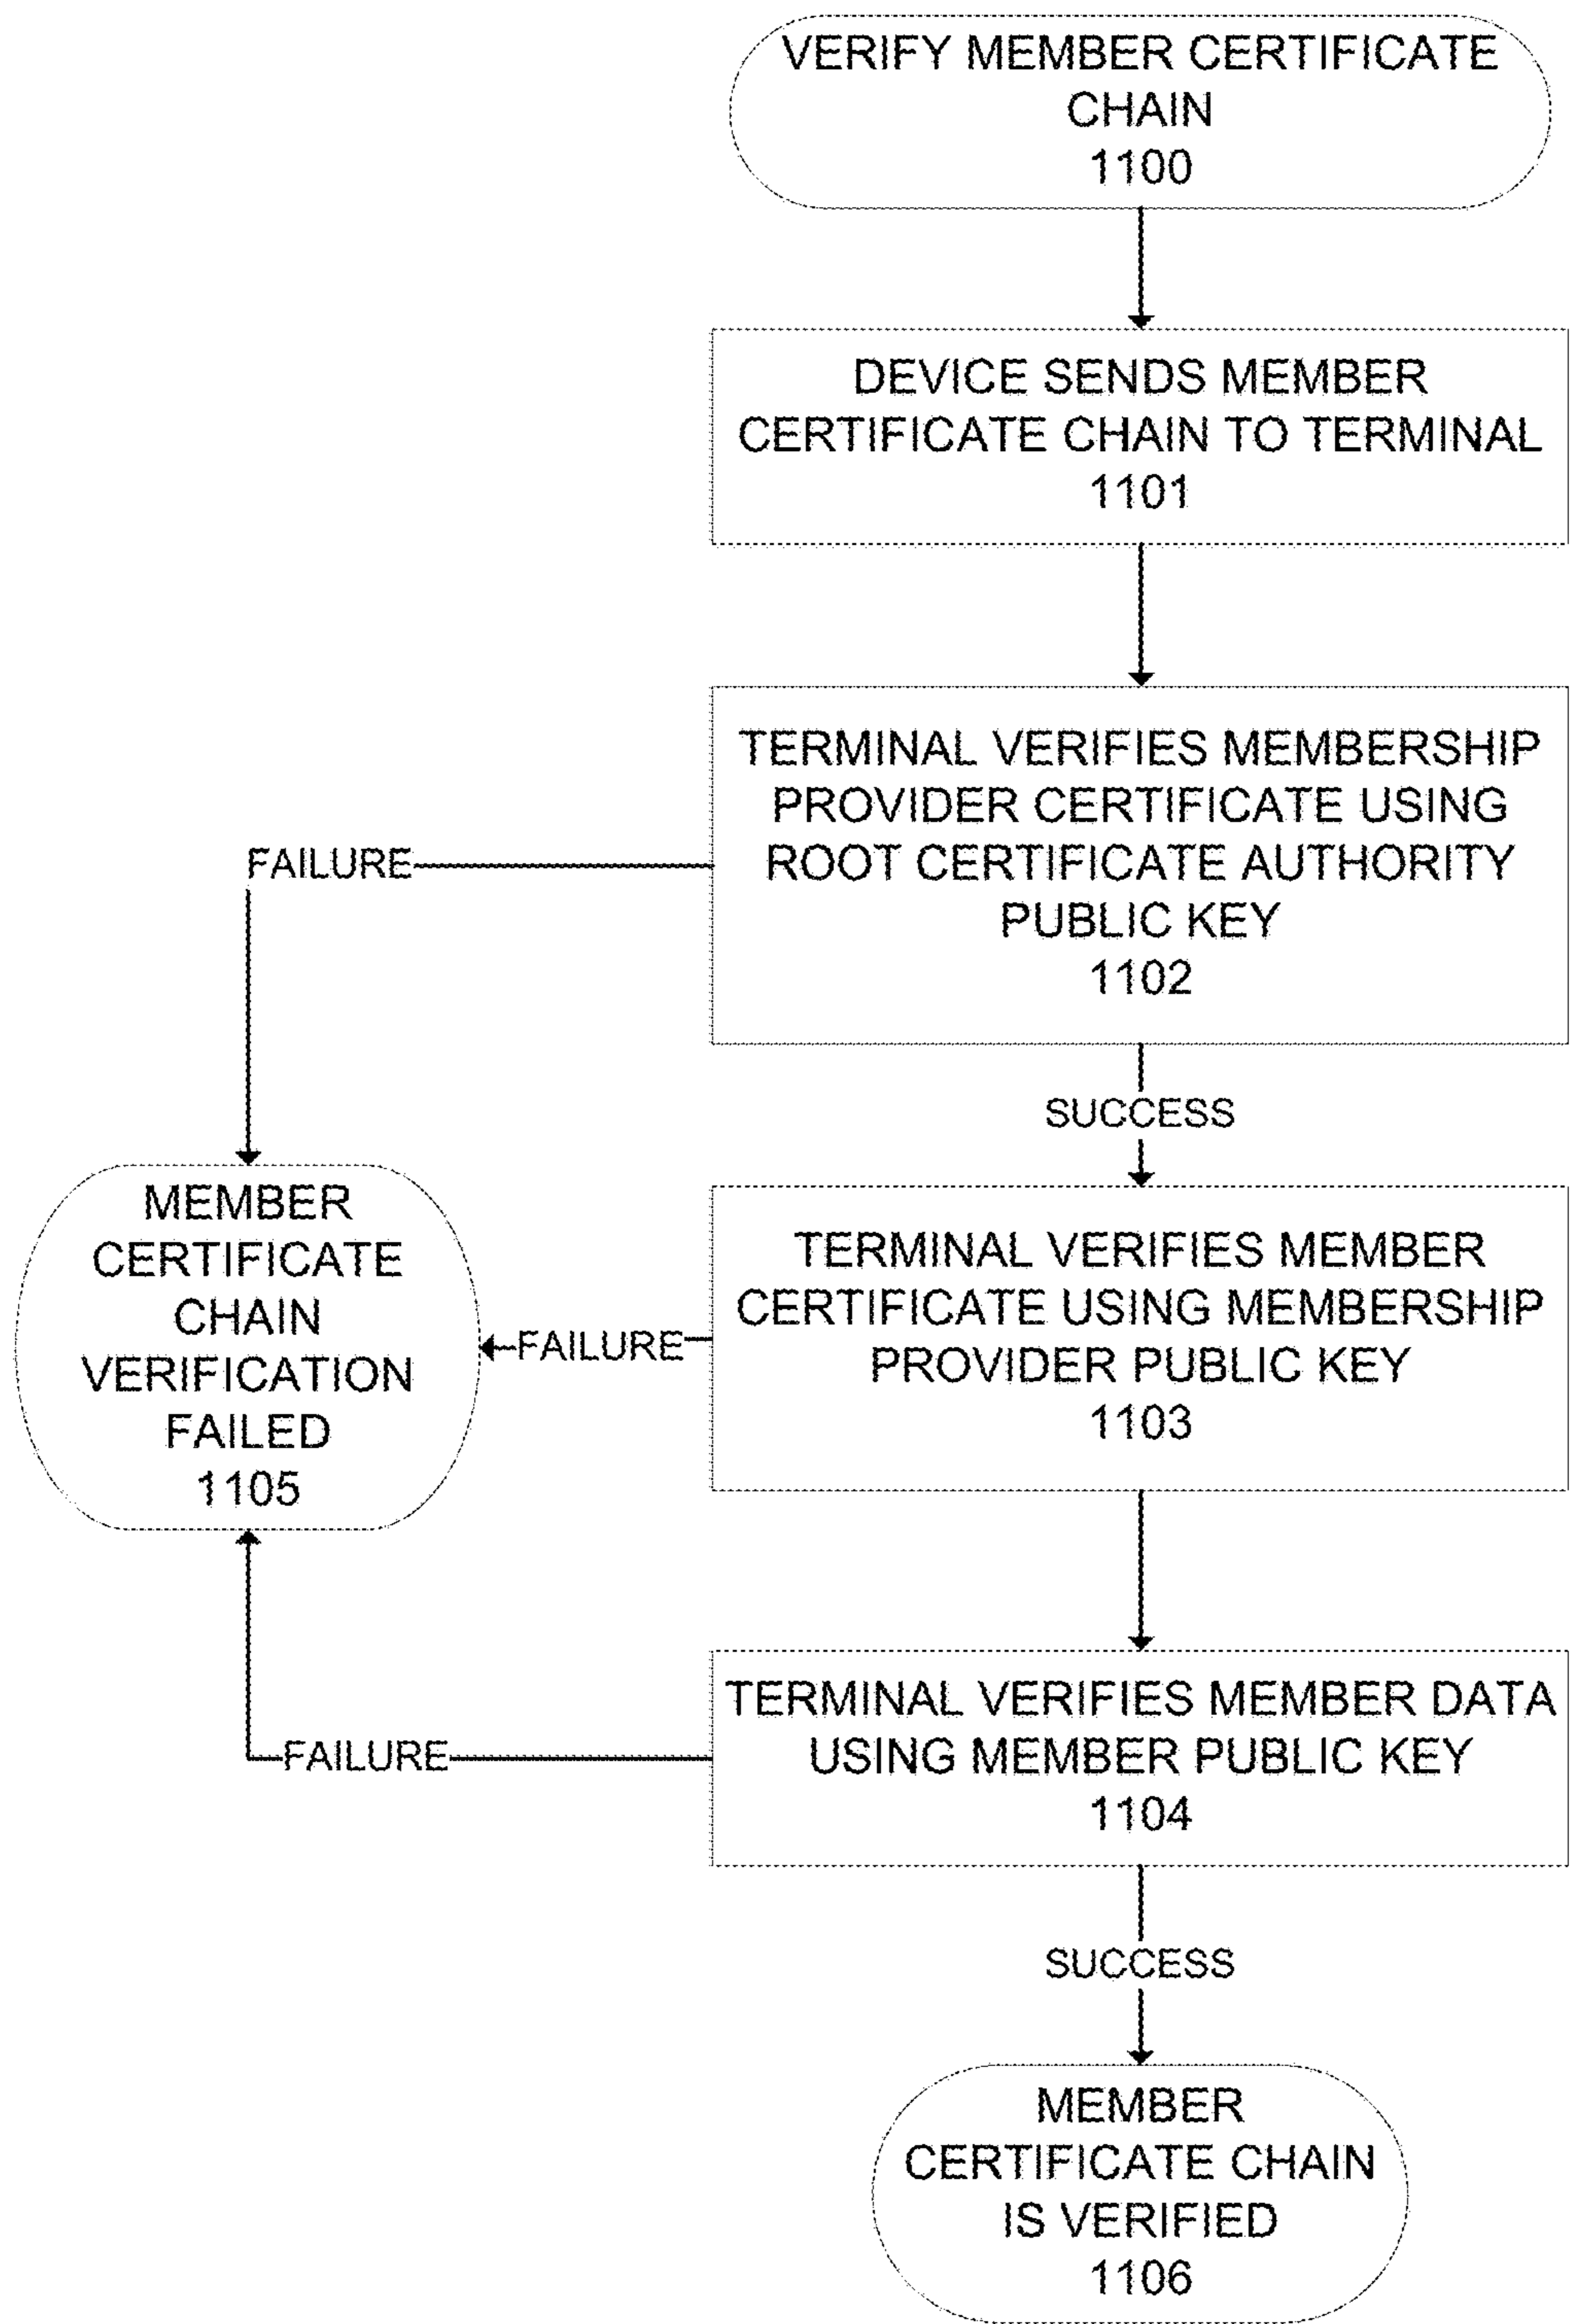 VERIFY MEMBER CERTIFICATE
CHAIN
1100
DEVICE SENDS MEMBER
CERTIFICATE CHAIN TO TERMINAL
1101
TERMINAL VERIFIES MEMBERSHIP
PROVIDER CERTIFICATE USING
ROOT CERTIFICATE AUTHORITY
PUBLIC KEY
1102
FAILURE
SUCCESS
MEMBER
CERTIFICATE
CHAIN
VERIFICATION
FAILED
1105
FAILURE
TERMINAL VERIFIES MEMBER
CERTIFICATE USING MEMBERSHIP
PROVIDER PUBLIC KEY
1103
TERMINAL VERIFIES MEMBER DATA
USING MEMBER PUBLIC KEY
1104
FAILURE
SUCCESS
MEMBER
CERTIFICATE CHAIN
IS VERIFIED
1106